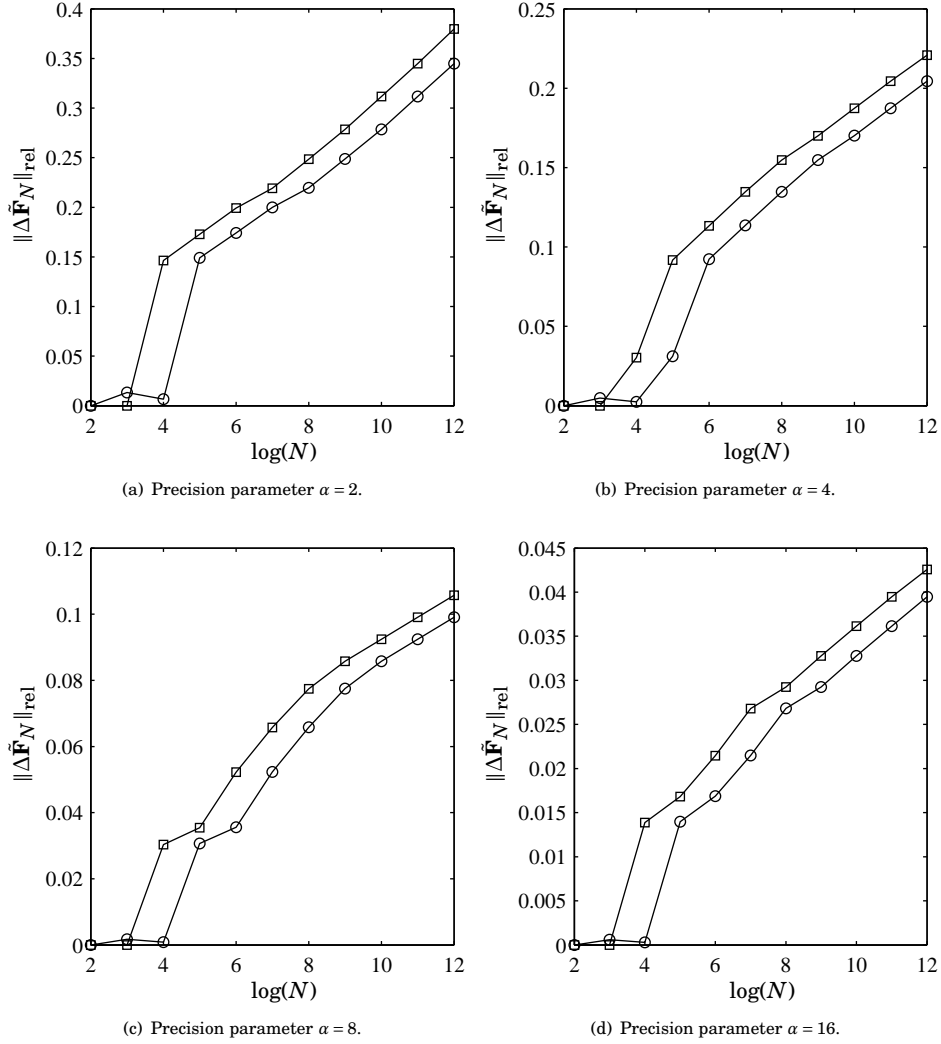 0.4
0.35
0.3
0.25
0.2
0.15
0.1
0.05
0
2 4 6 8 10 12
log(N)
‖ΔF̃_N‖_rel
(a) Precision parameter α = 2.
0.25
0.2
0.15
0.1
0.05
0
2 4 6 8 10 12
log(N)
‖ΔF̃_N‖_rel
(b) Precision parameter α = 4.
0.12
0.1
0.08
0.06
0.04
0.02
0
2 4 6 8 10 12
log(N)
‖ΔF̃_N‖_rel
(c) Precision parameter α = 8.
0.045
0.04
0.035
0.03
0.025
0.02
0.015
0.01
0.005
0
2 4 6 8 10 12
log(N)
‖ΔF̃_N‖_rel
(d) Precision parameter α = 16.